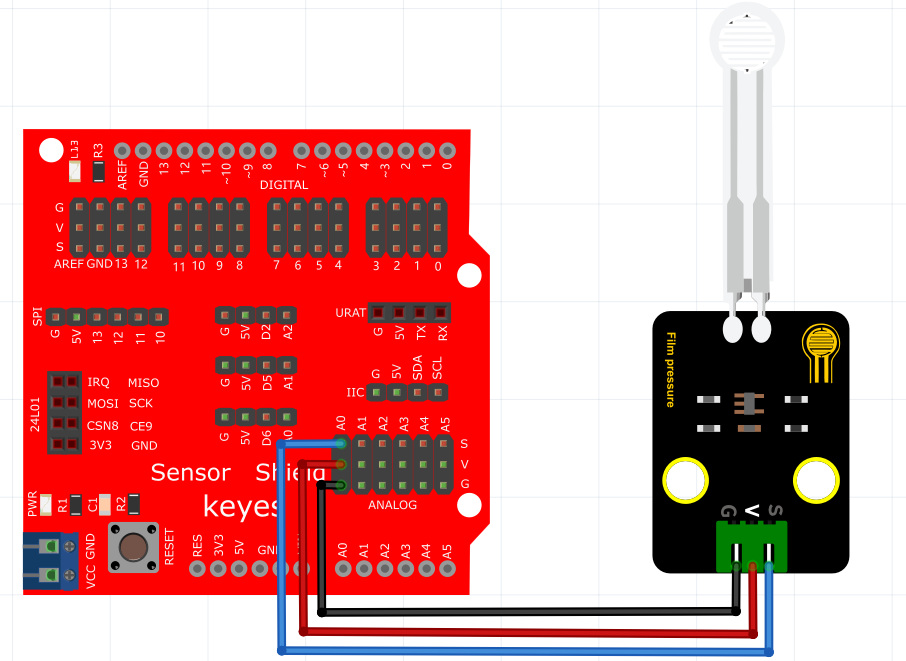 L13
R3
AREF GND 13 12 11 ~10 ~9 8 7 ~6 ~5 4 ~3 2 1 0
DIGITAL
G
V
S
AREF GND 13 12 11 10 9 8 7 6 5 4 3 2 1 0
SPI
G 5V 13 12 11 10
G 5V D2 A2
URAT
G 5V TX RX
G 5V D5 A1
IIC
G 5V SDA SCL
24L01
IRQ MISO
MOSI SCK
CSN8 CE9
3V3 GND
G 5V D6 A0
A0 A1 A2 A3 A4 A5
S
V
G
ANALOG
Sensor Shield
keyes
PWR R1 C1 R2
RESET
VCC GND
RES 3V3 5V GND
A0 A1 A2 A3 A4 A5
Film pressure
G V S